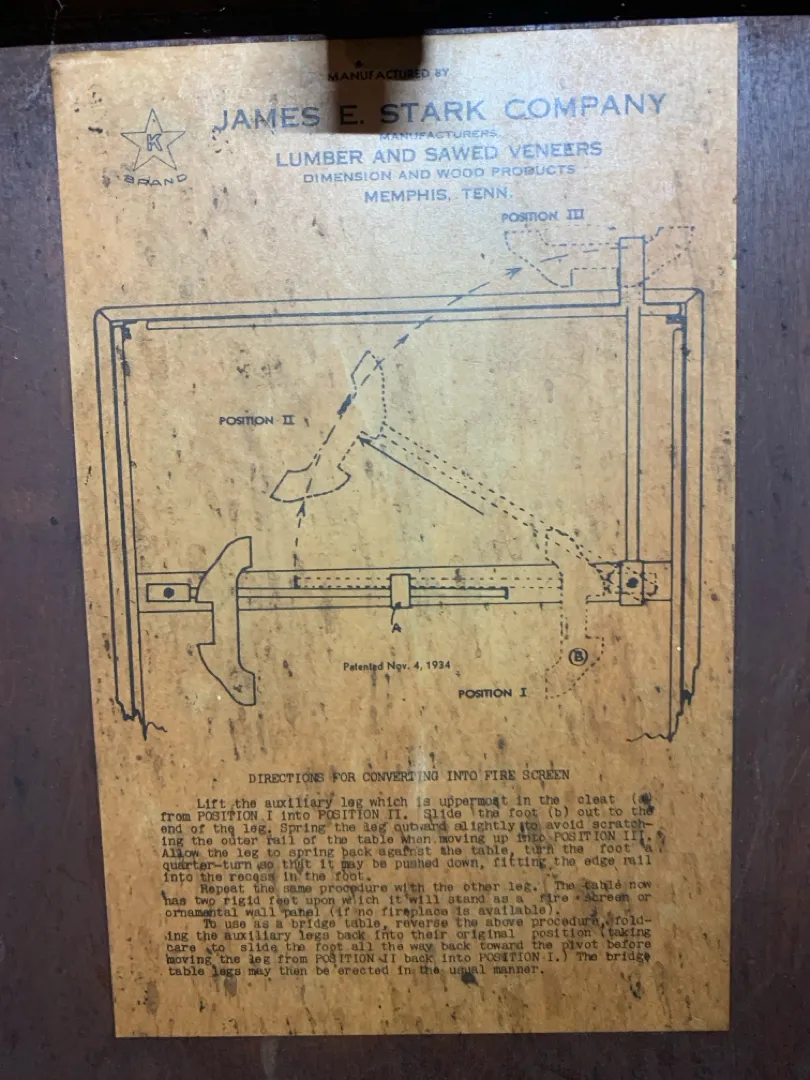 MANUFACTURED BY
JAMES E. STARK COMPANY
MANUFACTURERS
LUMBER AND SAWED VENEERS
DIMENSION AND WOOD PRODUCTS
MEMPHIS, TENN.
K
BRAND
POSITION III
POSITION II
A
Patented Nov. 4, 1934
B
POSITION I
DIRECTIONS FOR CONVERTING INTO FIRE SCREEN
Lift the auxiliary leg which is uppermost in the cleat (a)
from POSITION I into POSITION II. Slide the foot (b) out to the
end of the leg. Spring the leg outward slightly to avoid scratch-
ing the outer rail of the table when moving up into POSITION III.
Allow the leg to spring back against the table, turn the foot a
quarter-turn so that it may be pushed down, fitting the edge rail
into the recess in the foot.
Repeat the same procedure with the other leg. The table now
has two rigid feet upon which it will stand as a fire screen or
ornamental wall panel (if no fireplace is available).
To use as a bridge table, reverse the above procedure, fold-
ing the auxiliary legs back into their original position (taking
care to slide the foot all the way back toward the pivot before
moving the leg from POSITION II back into POSITION I.) The bridge
table legs may then be erected in the usual manner.